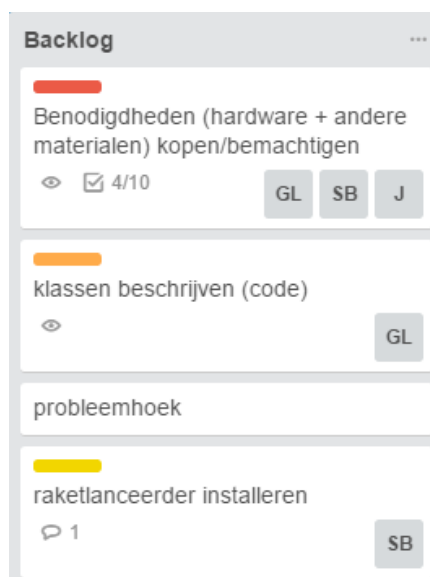 Backlog
Benodigdheden (hardware + andere
materialen) kopen/bemachtigen
4/10
GL SB J
klassen beschrijven (code)
GL
probleemhoek
raketlanceerder installeren
1
SB